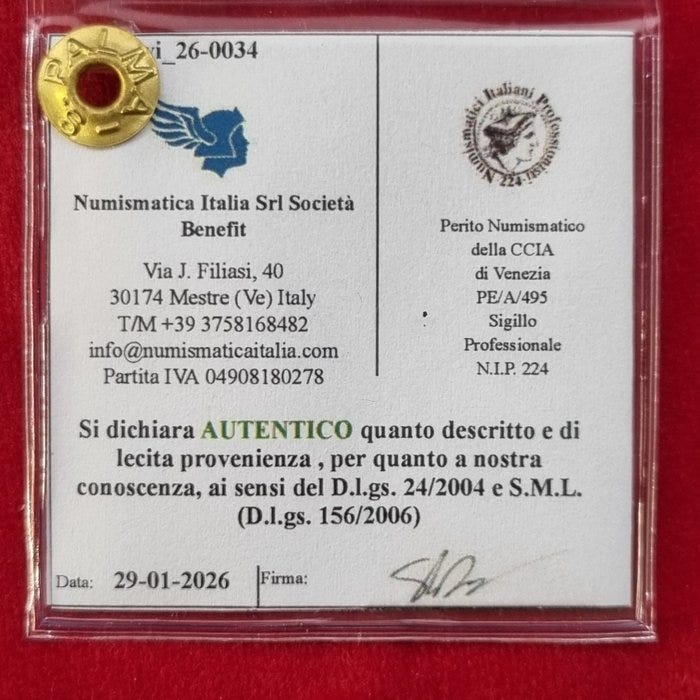 vi_26-0034
S. PALMA I
Numismatici Italiani Professionisti
224
Numismatica Italia Srl Società
Benefit
Via J. Filiasi, 40
30174 Mestre (Ve) Italy
T/M +39 3758168482
info@numismaticaitalia.com
Partita IVA 04908180278
Perito Numismatico
della CCIA
di Venezia
PE/A/495
Sigillo
Professionale
N.I.P. 224
Si dichiara AUTENTICO quanto descritto e di
lecita provenienza , per quanto a nostra
conoscenza, ai sensi del D.l.gs. 24/2004 e S.M.L.
(D.l.gs. 156/2006)
Data: 29-01-2026 Firma: